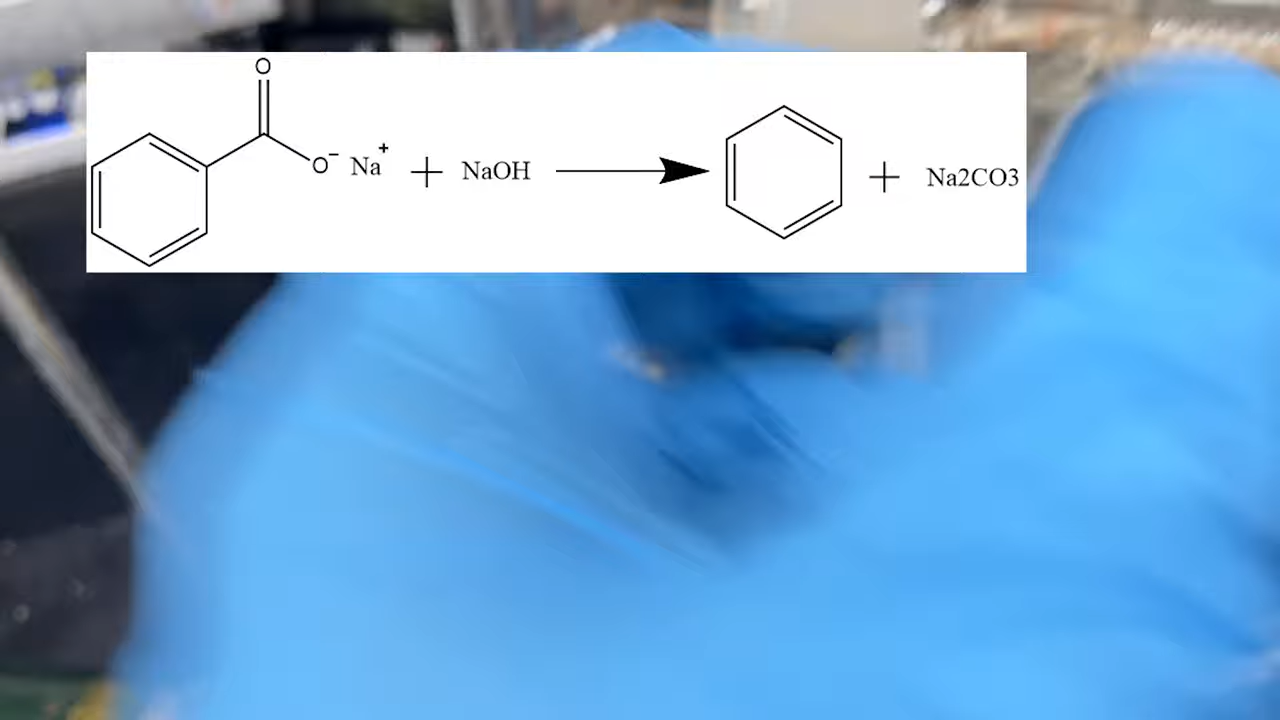 O
O⁻ Na⁺ + NaOH + Na2CO3